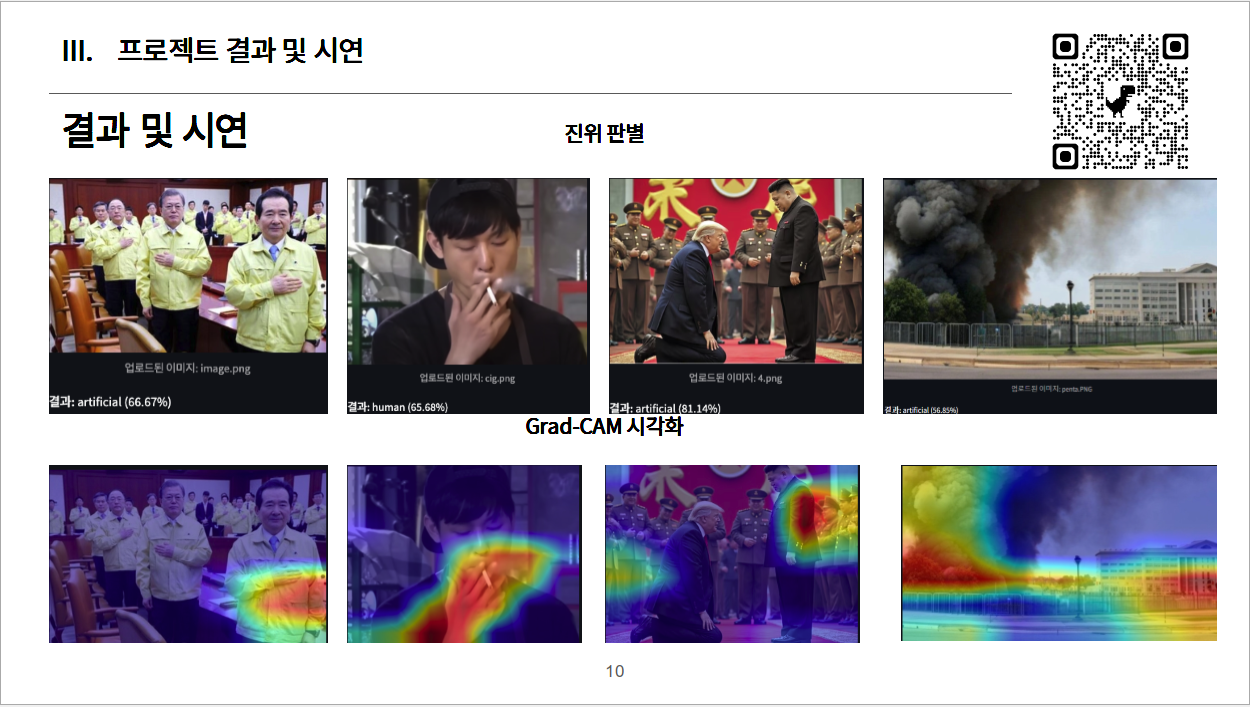 III. 프로젝트 결과 및 시연
결과 및 시연
진위 판별
업로드된 이미지: image.png
결과: artificial (66.67%)
업로드된 이미지: cig.png
결과: human (65.68%)
업로드된 이미지: 4.png
결과: artificial (81.14%)
업로드된 이미지: penta.PNG
결과: artificial (56.85%)
Grad-CAM 시각화
10